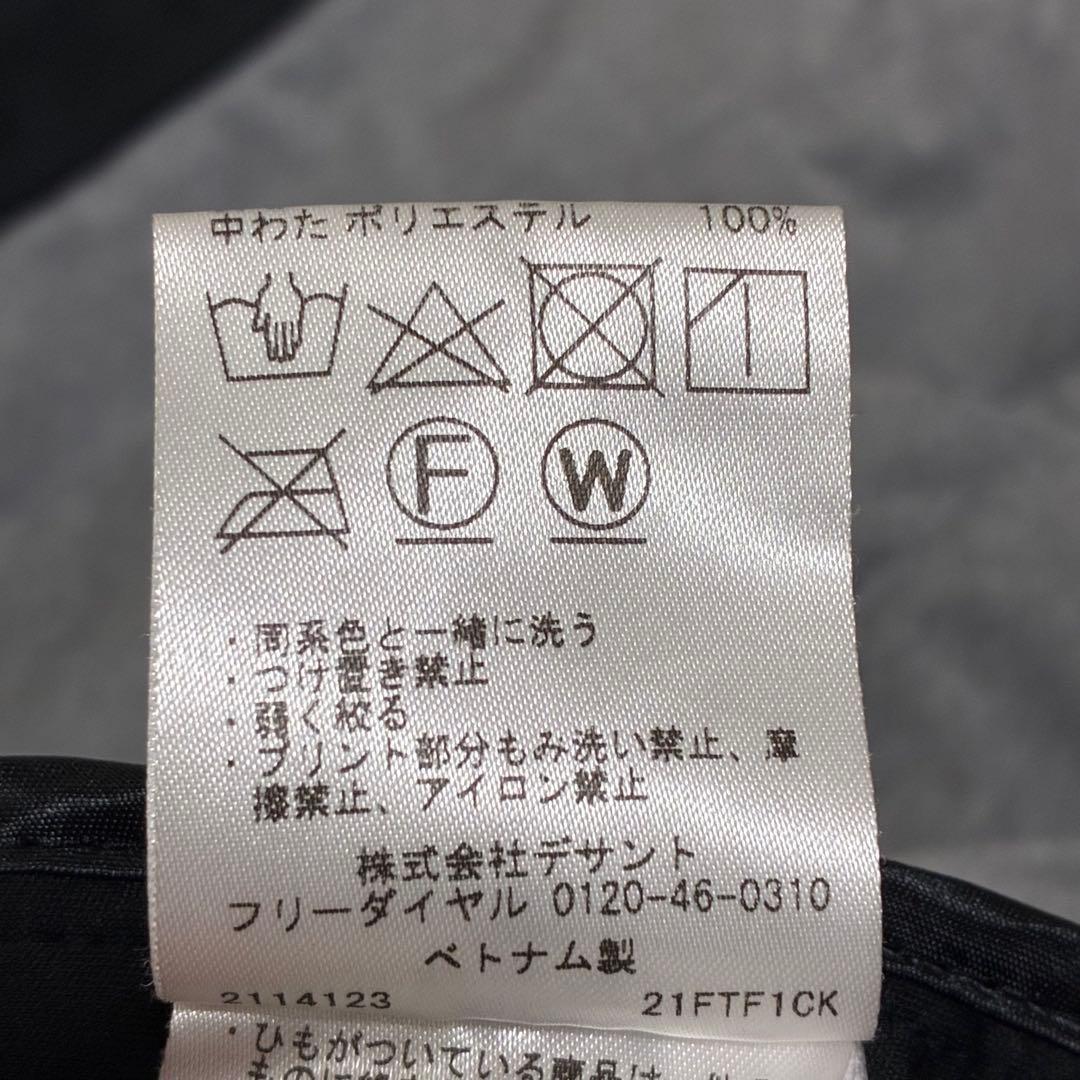 中わた ポリエステル 100%
F W
・同系色と一緒に洗う
・つけ置き禁止
・弱く絞る
・プリント部分もみ洗い禁止、摩
擦禁止、アイロン禁止
株式会社デサント
フリーダイヤル 0120-46-0310
ベトナム製
2114123 21FTF1CK
・ひもがついている商品は、